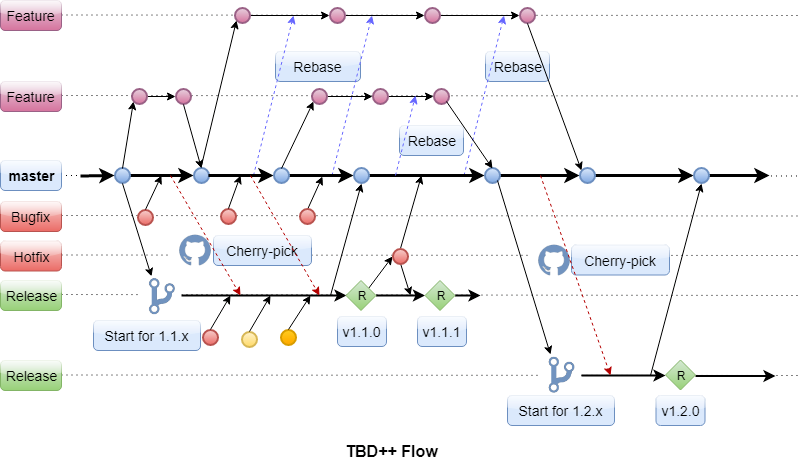 Feature
Rebase
Rebase
Feature
Rebase
master
Bugfix
Hotfix
Cherry-pick
Cherry-pick
Release
R
R
Start for 1.1.x
v1.1.0
v1.1.1
Release
R
Start for 1.2.x
v1.2.0
TBD++ Flow